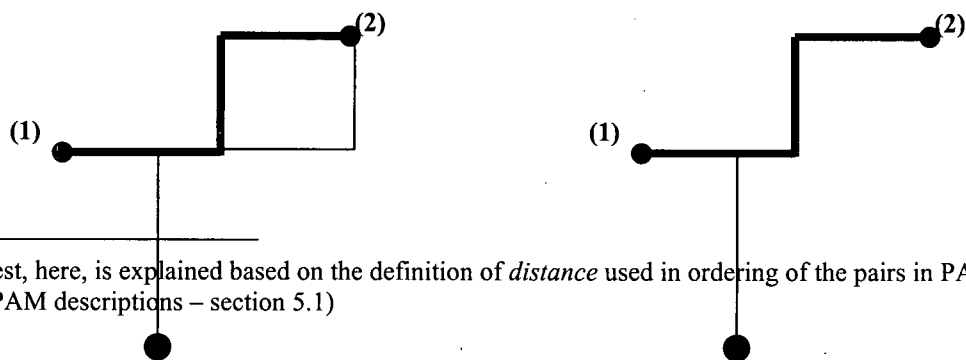 (2)
(2)
(1)
(1)
est, here, is explained based on the definition of distance used in ordering of the pairs in PA
PAM descriptions – section 5.1)